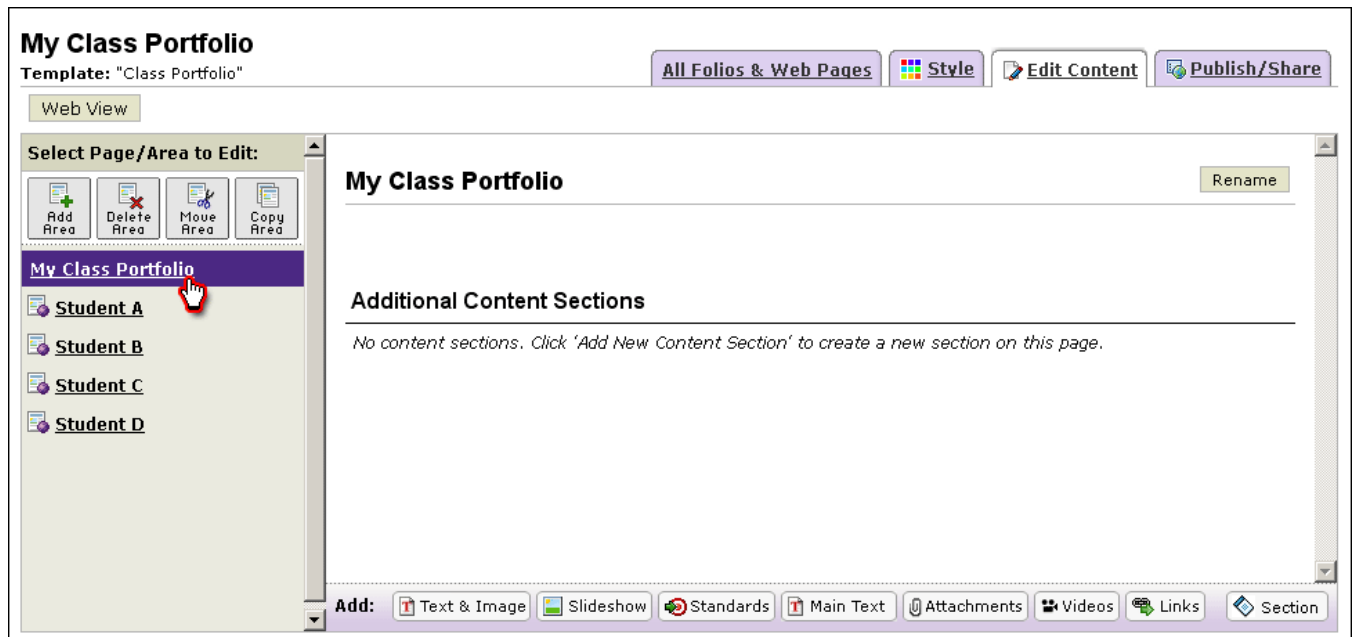 My Class Portfolio
Template: "Class Portfolio"
All Folios & Web Pages
Style
Edit Content
Publish/Share
Web View
Select Page/Area to Edit:
Add Area
Delete Area
Move Area
Copy Area
My Class Portfolio
Student A
Student B
Student C
Student D
My Class Portfolio
Rename
Additional Content Sections
No content sections. Click 'Add New Content Section' to create a new section on this page.
Add:
Text & Image
Slideshow
Standards
Main Text
Attachments
Videos
Links
Section